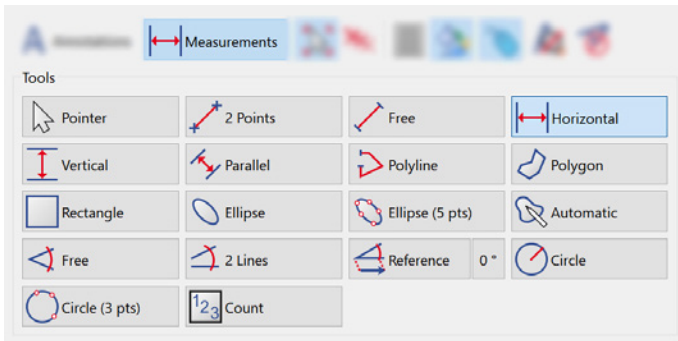 Measurements
Tools
Pointer 2 Points Free Horizontal
Vertical Parallel Polyline Polygon
Rectangle Ellipse Ellipse (5 pts) Automatic
Free 2 Lines Reference 0 ° Circle
Circle (3 pts) 123 Count